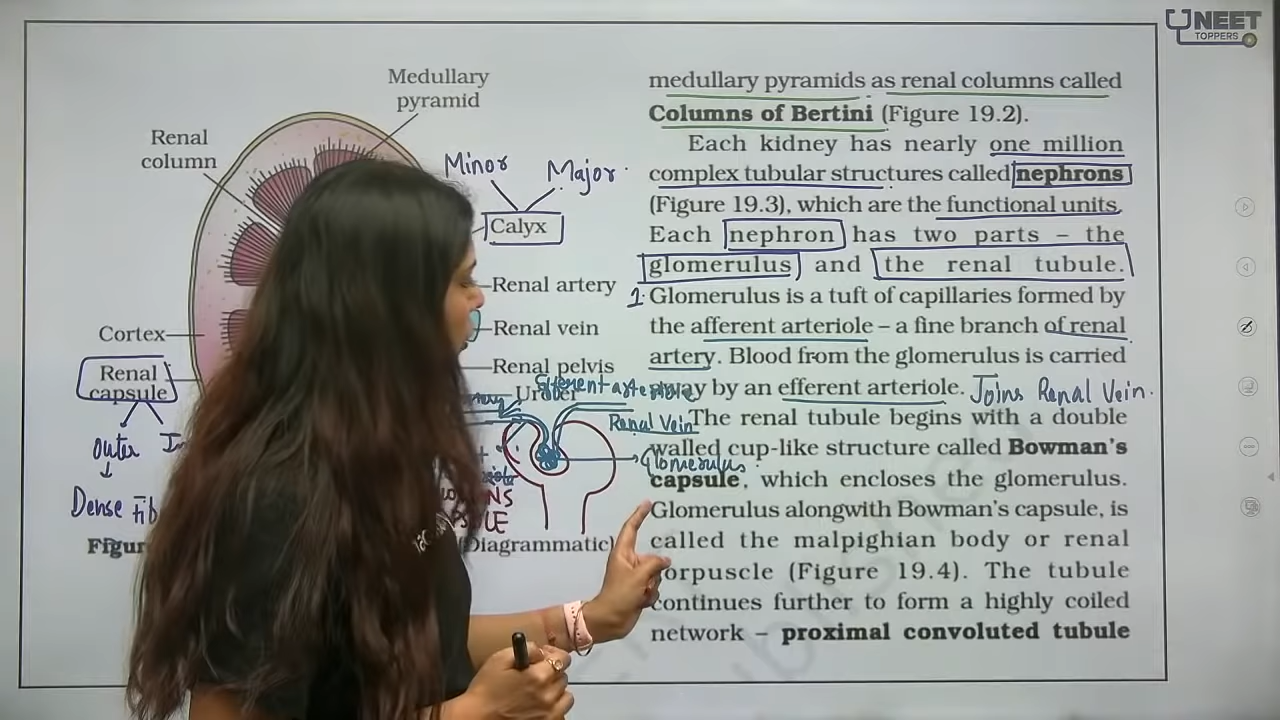 NEET
TOPPERS
Medullary
pyramid
Renal
column
Minor
Major
Calyx
Renal artery
Renal vein
Renal pelvis
Ureter
Cortex
Renal
capsule
Outer
Dense Fib
Efferent arteriole
Renal Vein
Glomerulus
(Diagrammatic)
medullary pyramids as renal columns called
Columns of Bertini (Figure 19.2).
Each kidney has nearly one million
complex tubular structures called nephrons
(Figure 19.3), which are the functional units.
Each nephron has two parts – the
glomerulus and the renal tubule.
1. Glomerulus is a tuft of capillaries formed by
the afferent arteriole – a fine branch of renal
artery. Blood from the glomerulus is carried
away by an efferent arteriole. Joins Renal Vein.
The renal tubule begins with a double
walled cup-like structure called Bowman's
capsule, which encloses the glomerulus.
Glomerulus alongwith Bowman's capsule, is
called the malpighian body or renal
corpuscle (Figure 19.4). The tubule
continues further to form a highly coiled
network – proximal convoluted tubule